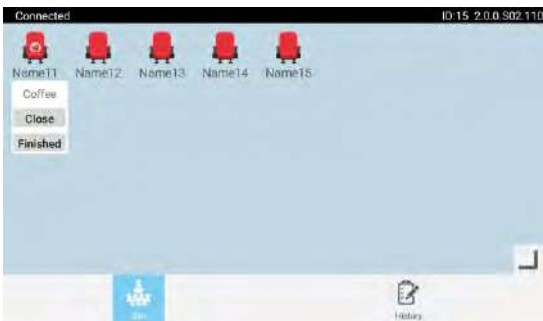 Connected ID:15 2.0.0.S02.110
Name11 Name12 Name13 Name14 Name15
Coffee
Close
Finished
History